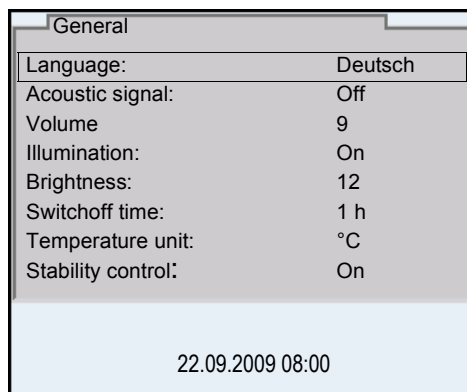 General
Language: Deutsch
Acoustic signal: Off
Volume 9
Illumination: On
Brightness: 12
Switchoff time: 1 h
Temperature unit: °C
Stability control: On
22.09.2009 08:00